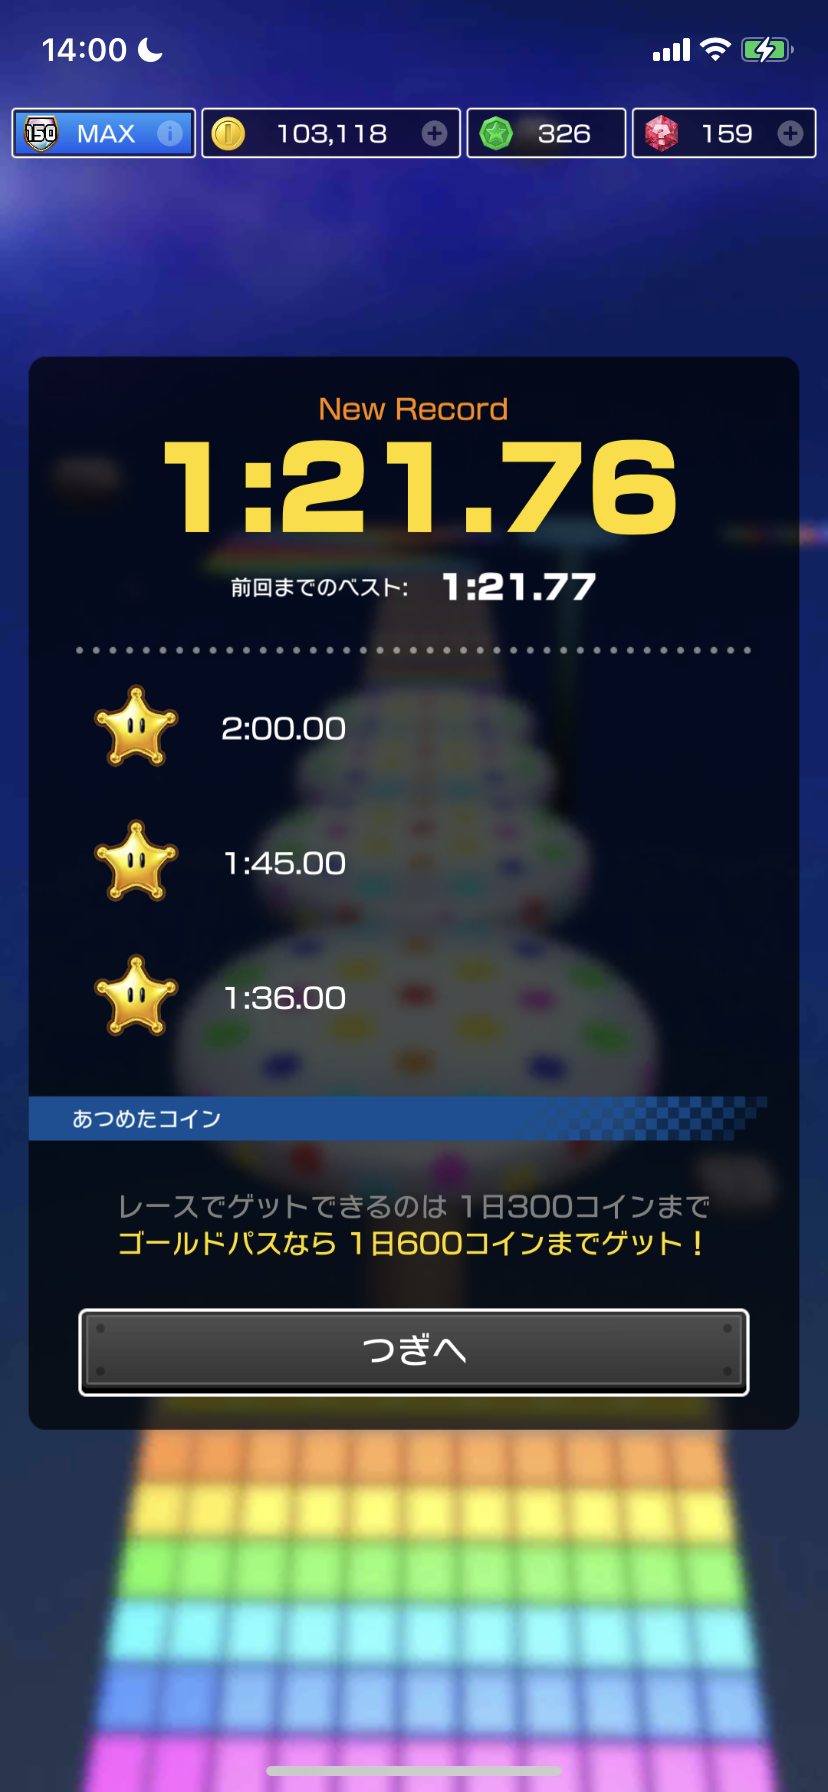 14:00
150 MAX i 103,118 326 159
New Record
1:21.76
前回までのベスト: 1:21.77
2:00.00
1:45.00
1:36.00
あつめたコイン
レースでゲットできるのは 1日300コインまで
ゴールドパスなら 1日600コインまでゲット！
つぎへ